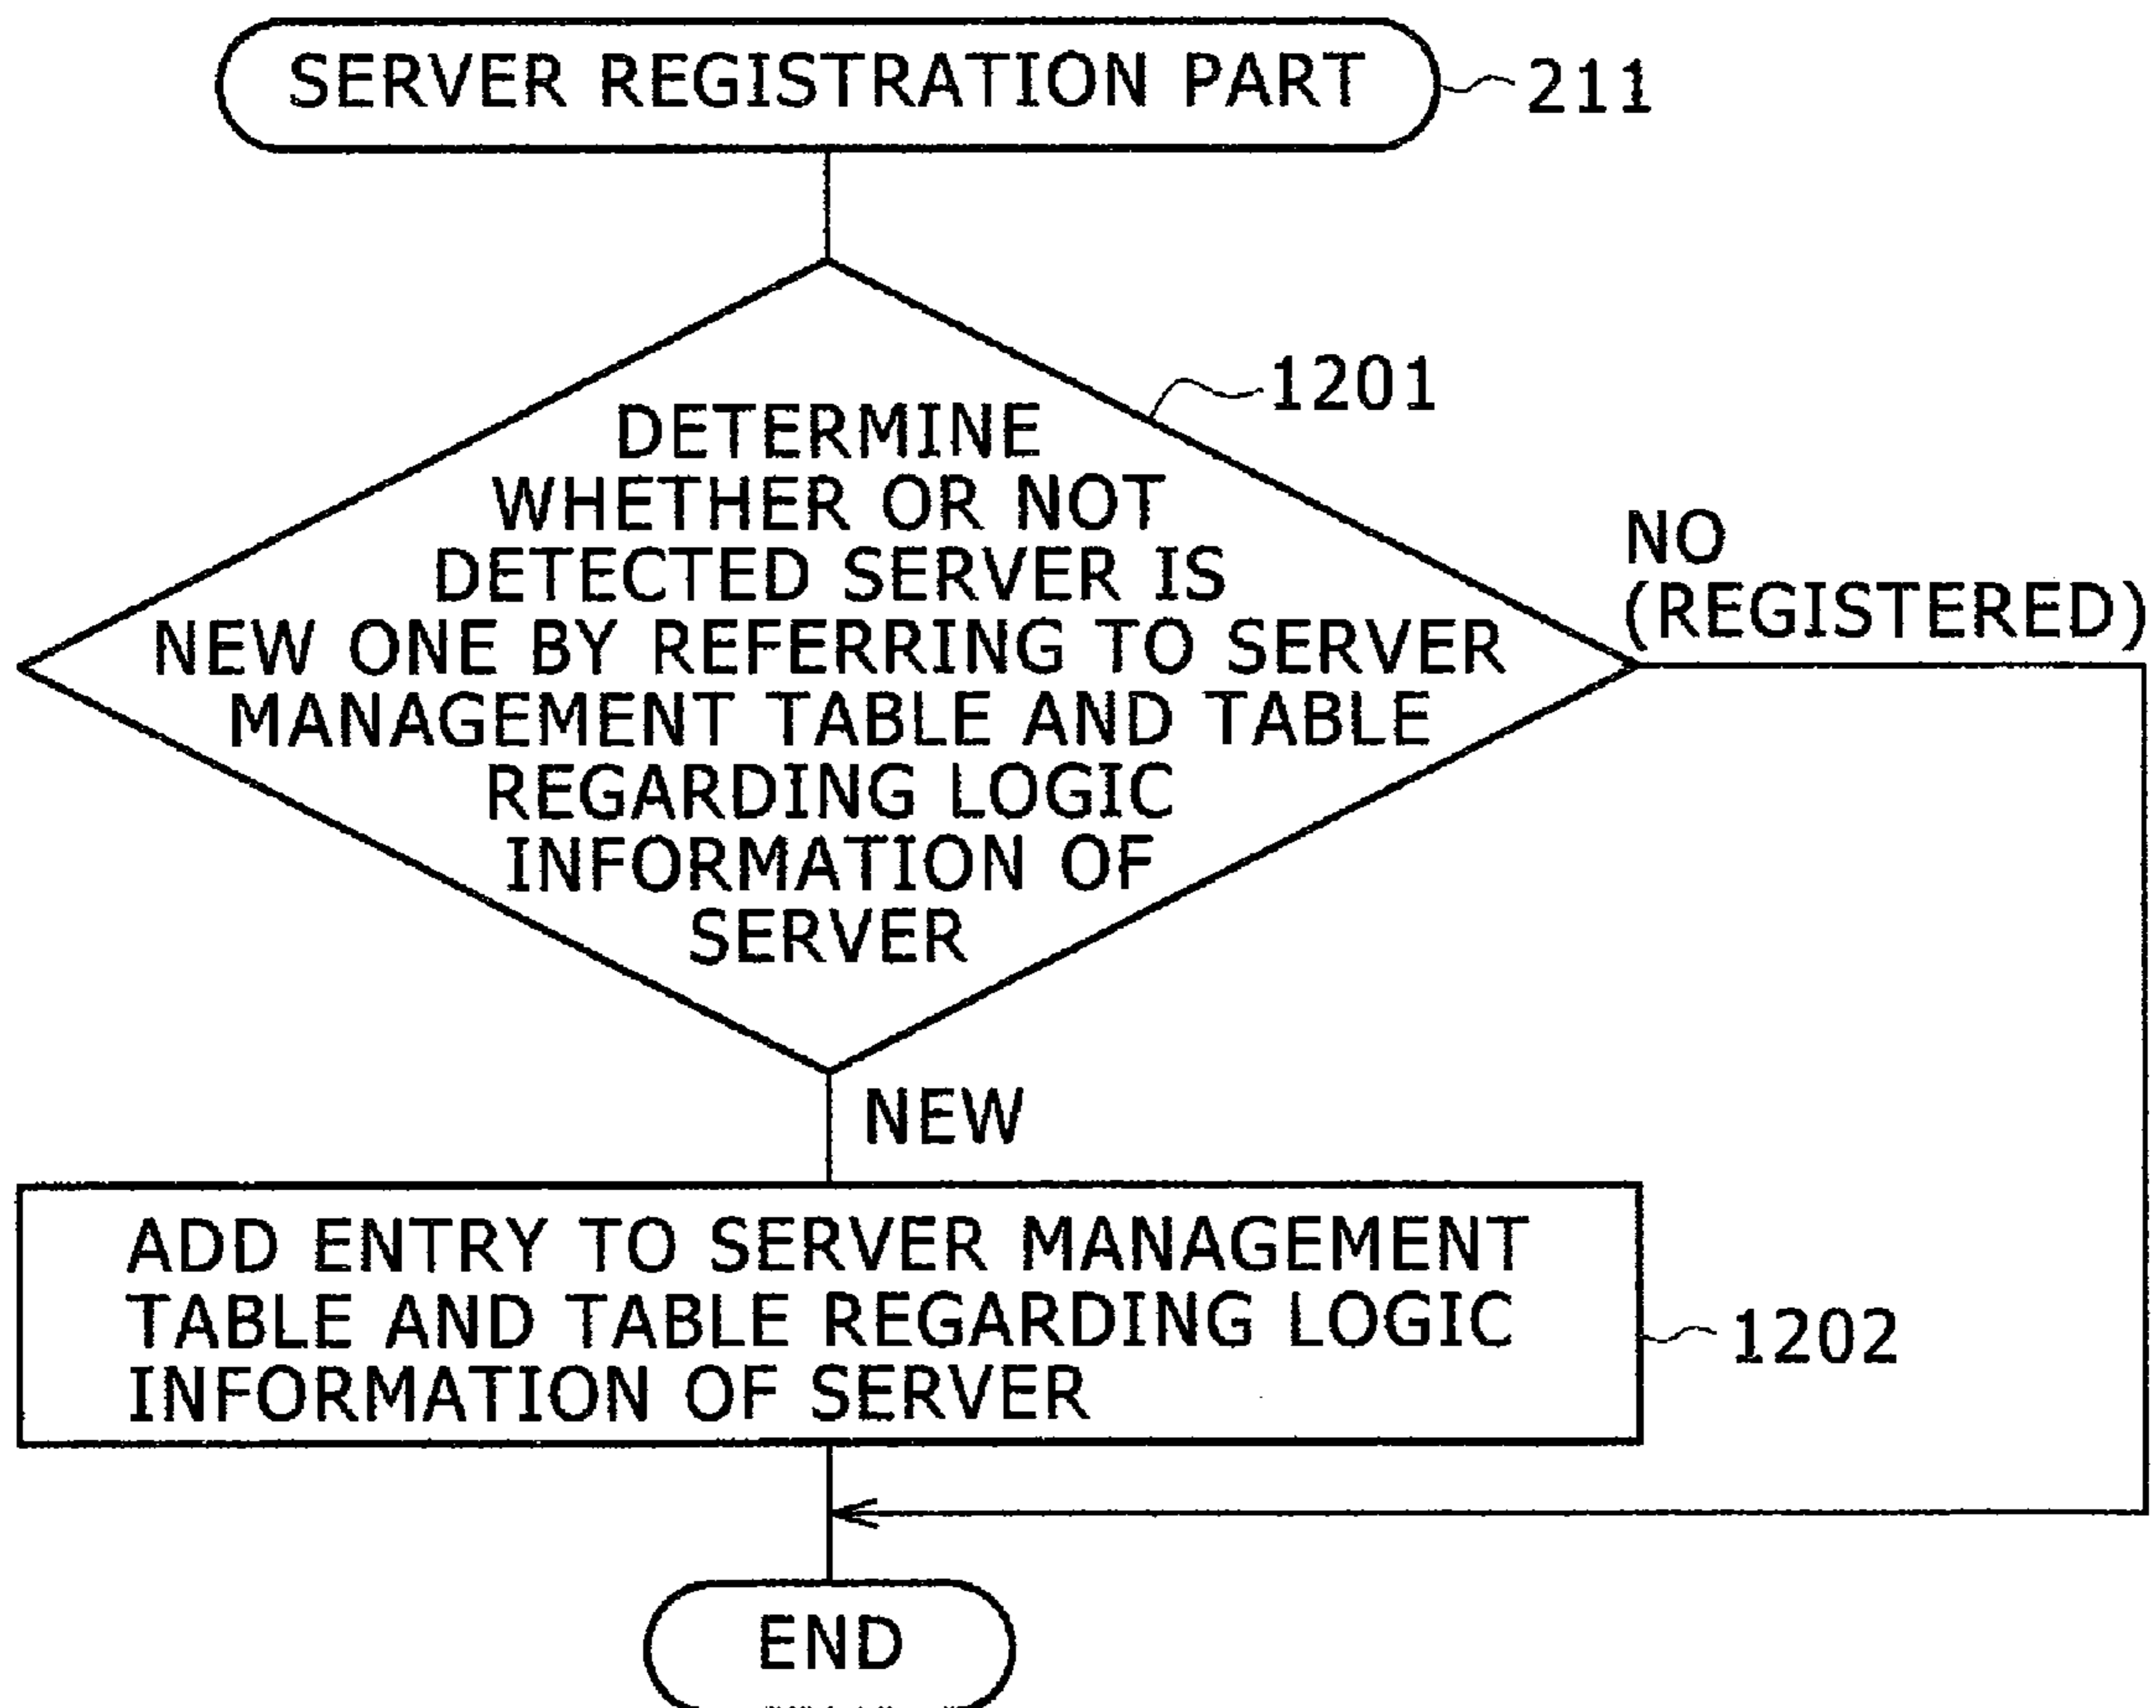 SERVER REGISTRATION PART
211
1201
DETERMINE
WHETHER OR NOT
DETECTED SERVER IS
NEW ONE BY REFERRING TO SERVER
MANAGEMENT TABLE AND TABLE
REGARDING LOGIC
INFORMATION OF
SERVER
NO
(REGISTERED)
NEW
ADD ENTRY TO SERVER MANAGEMENT
TABLE AND TABLE REGARDING LOGIC
INFORMATION OF SERVER
1202
END